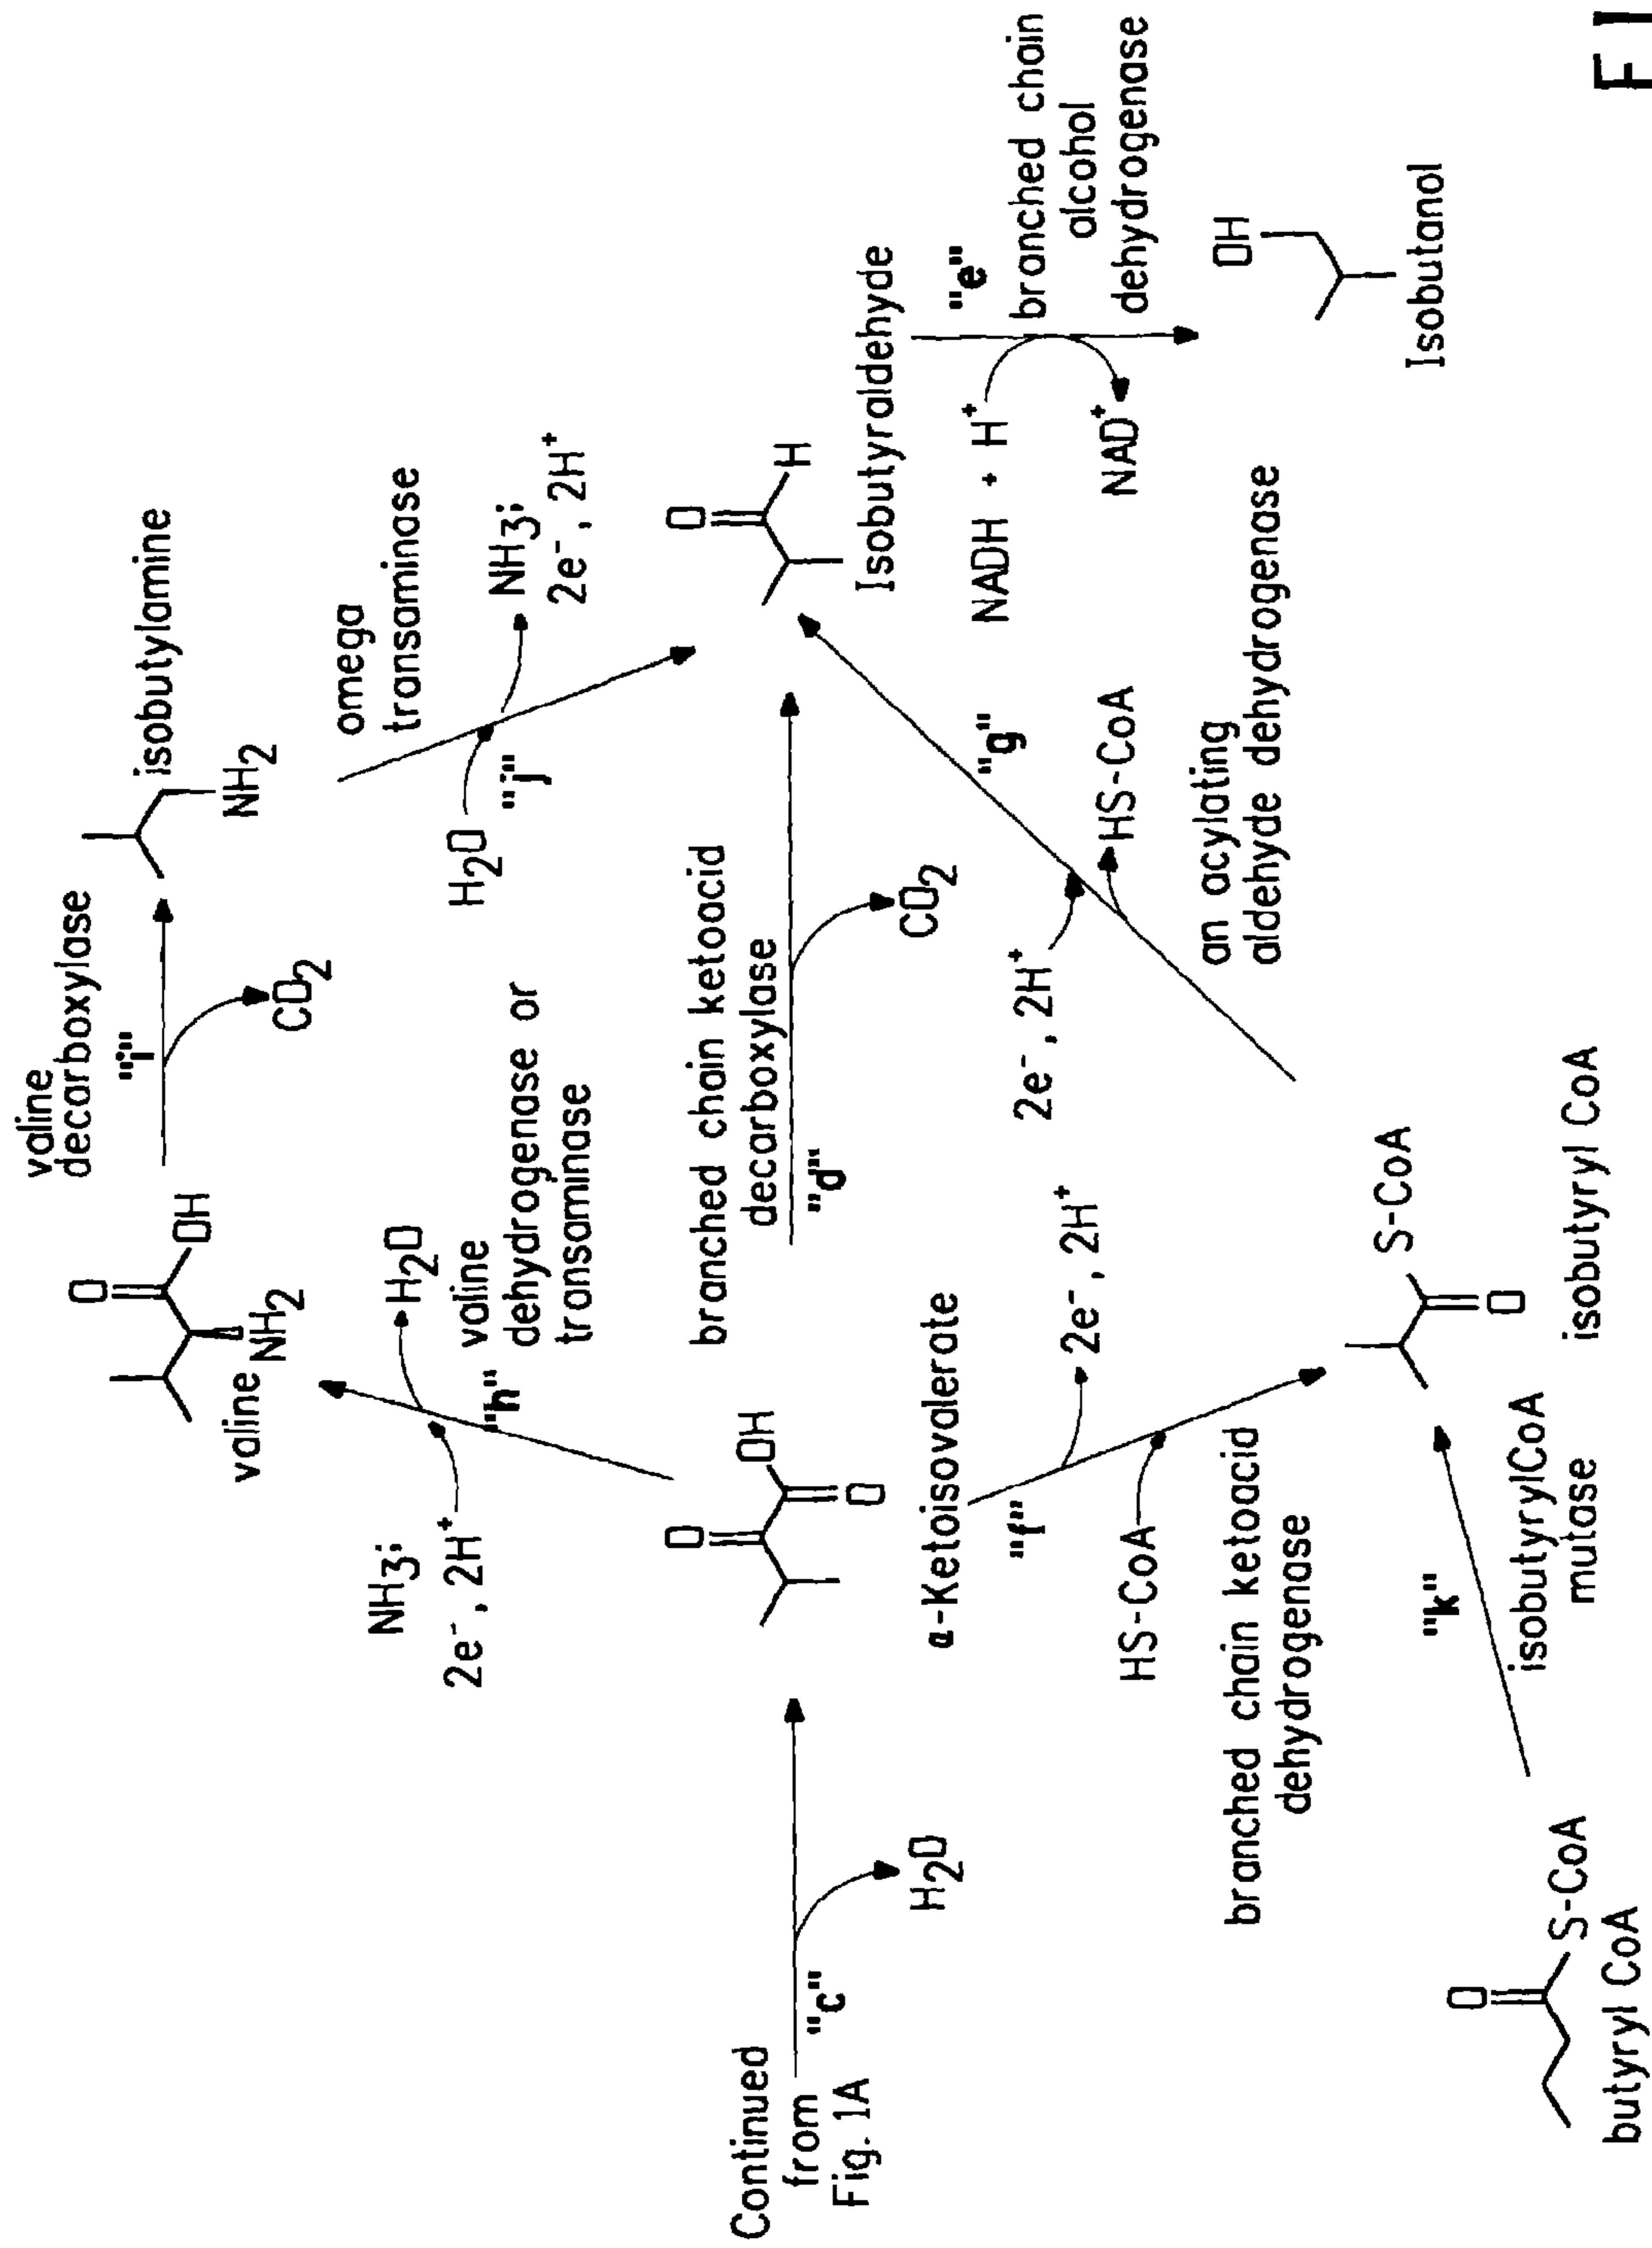 valine
decarboxylase
"i"
CO2
O
OH
NH2
valine
isobutylamine
NH2
omega
transaminase
H2O
"j"
NH3;
2e⁻, 2H⁺
NH3;
2e⁻, 2H⁺
H2O
"h"
valine
dehydrogenase or
transaminase
Continued
from
Fig. 1A
"c"
H2O
O
OH
O
α-Ketoisovalerate
branched chain ketoacid
decarboxylase
"d"
CO2
O
H
Isobutyraldehyde
"e"
NADH + H⁺
NAD⁺
branched chain
alcohol
dehydrogenase
OH
Isobutanol
"f"
HS-CoA
2e⁻, 2H⁺
branched chain ketoacid
dehydrogenase
2e⁻, 2H⁺
"g"
HS-CoA
an acylating
aldehyde dehydrogenase
S-CoA
O
isobutyryl CoA
"k"
isobutyrylCoA
mutase
O
S-CoA
butyryl CoA